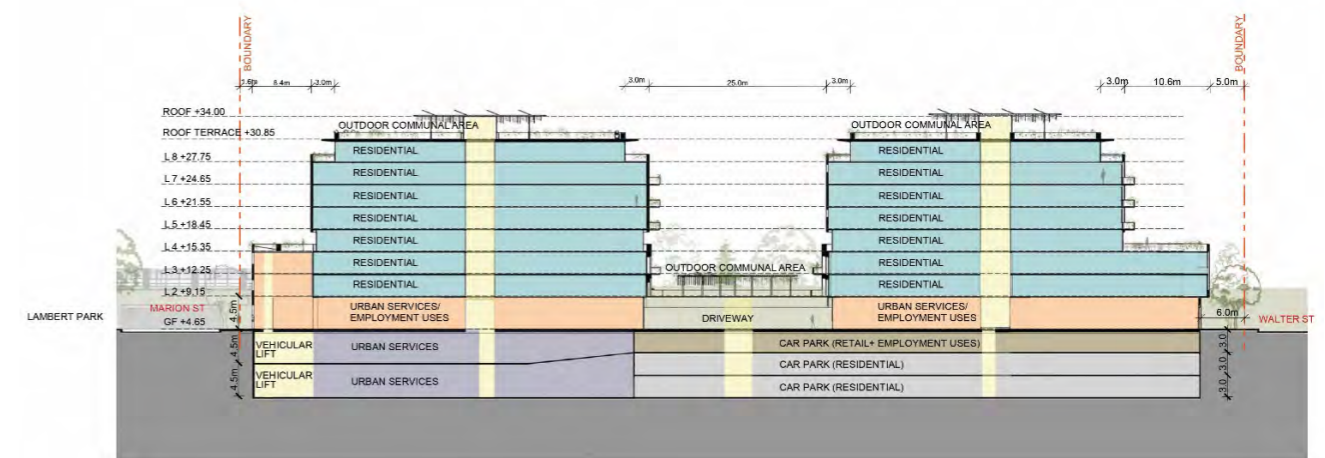 BOUNDARY
BOUNDARY
3.0m
25.0m
3.0m
3.0m
10.6m
5.0m
ROOF +34.00
ROOF TERRACE +30.85
L 8 +27.75
L 7 +24.65
L 6 +21.55
L 5 +18.45
L 4 +15.35
L 3 +12.25
L 2 +9.15
GF +4.65
OUTDOOR COMMUNAL AREA
RESIDENTIAL
RESIDENTIAL
RESIDENTIAL
RESIDENTIAL
RESIDENTIAL
RESIDENTIAL
RESIDENTIAL
URBAN SERVICES/
EMPLOYMENT USES
OUTDOOR COMMUNAL AREA
DRIVEWAY
OUTDOOR COMMUNAL AREA
RESIDENTIAL
RESIDENTIAL
RESIDENTIAL
RESIDENTIAL
RESIDENTIAL
RESIDENTIAL
RESIDENTIAL
URBAN SERVICES/
EMPLOYMENT USES
LAMBERT PARK
MARION ST
WALTER ST
6.0m
4.5m
4.5m
4.5m
VEHICULAR
LIFT
VEHICULAR
LIFT
URBAN SERVICES
URBAN SERVICES
CAR PARK (RETAIL+ EMPLOYMENT USES)
CAR PARK (RESIDENTIAL)
CAR PARK (RESIDENTIAL)
3.0
3.0
3.0